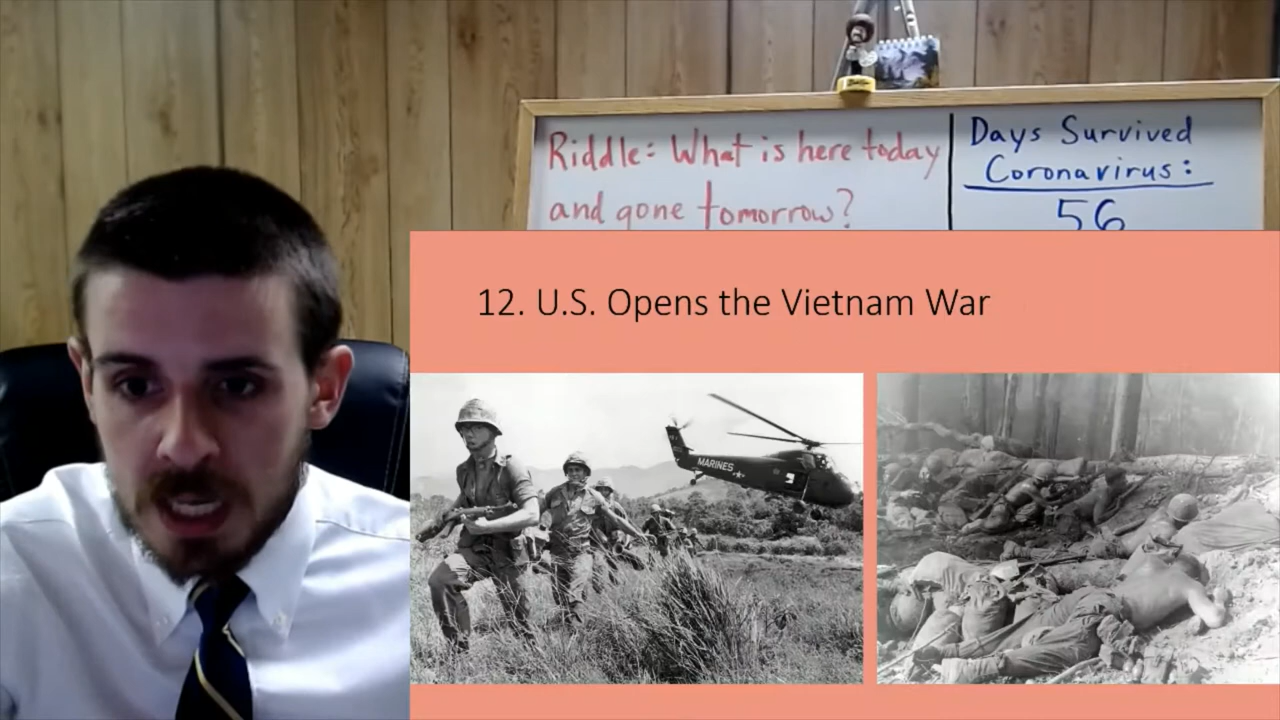 Riddle: What is here today
and gone tomorrow?
Days Survived
Coronavirus:
56
12. U.S. Opens the Vietnam War
MARINES